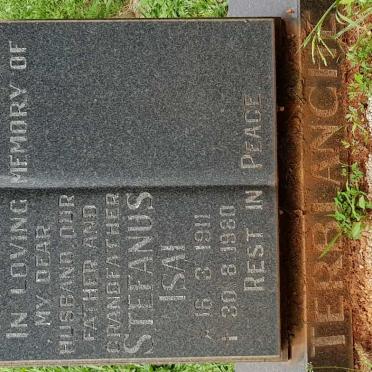 IN LOVING MEMORY OF
MY DEAR
HUSBAND OUR
FATHER AND
GRANDFATHER
STEFANUS
ISAI
* 16·3·1911
† 30·8·1980
REST IN PEACE
TERBLANCHE